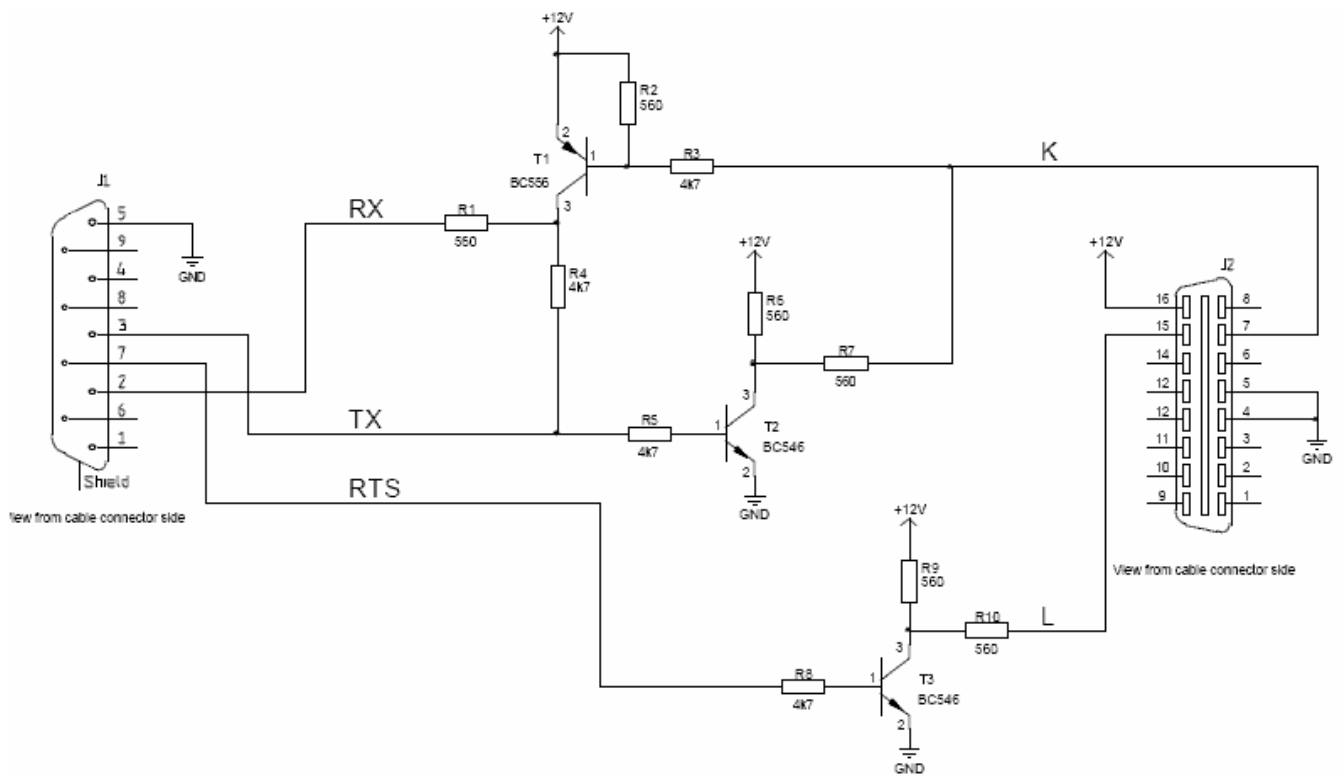 +12V
R2
560
2
T1
1
BC556
3
R3
4k7
K
J1
5
9
4
8
3
7
2
6
1
Shield
GND
RX
R1
560
R4
4k7
+12V
R6
560
R7
560
3
TX
R5
4k7
1
T2
BC546
2
GND
RTS
iew from cable connector side
+12V
J2
16
15
14
12
12
11
10
9
8
7
6
5
4
3
2
1
GND
View from cable connector side
+12V
R9
560
R10
560
L
3
R8
4k7
1
T3
BC546
2
GND